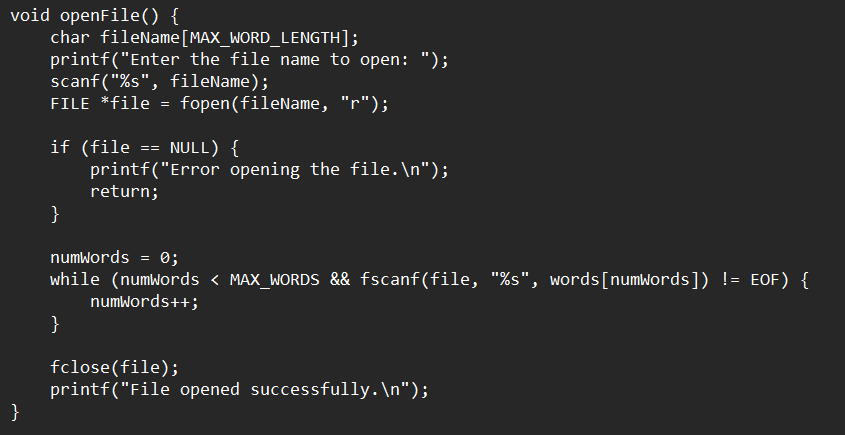 void openFile() {
    char fileName[MAX_WORD_LENGTH];
    printf("Enter the file name to open: ");
    scanf("%s", fileName);
    FILE *file = fopen(fileName, "r");

    if (file == NULL) {
        printf("Error opening the file.\n");
        return;
    }

    numWords = 0;
    while (numWords < MAX_WORDS && fscanf(file, "%s", words[numWords]) != EOF) {
        numWords++;
    }

    fclose(file);
    printf("File opened successfully.\n");
}